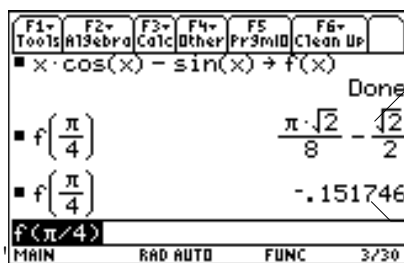 F1 F2 F3 F4 F5 F6
Tools Algebra Calc Other PrgmIO Clean Up
▪ x·cos(x) − sin(x) → f(x)
Done
▪ f(π/4) π·√2/8 − √2/2
▪ f(π/4) -.151746
f(π/4)
MAIN RAD AUTO FUNC 3/30